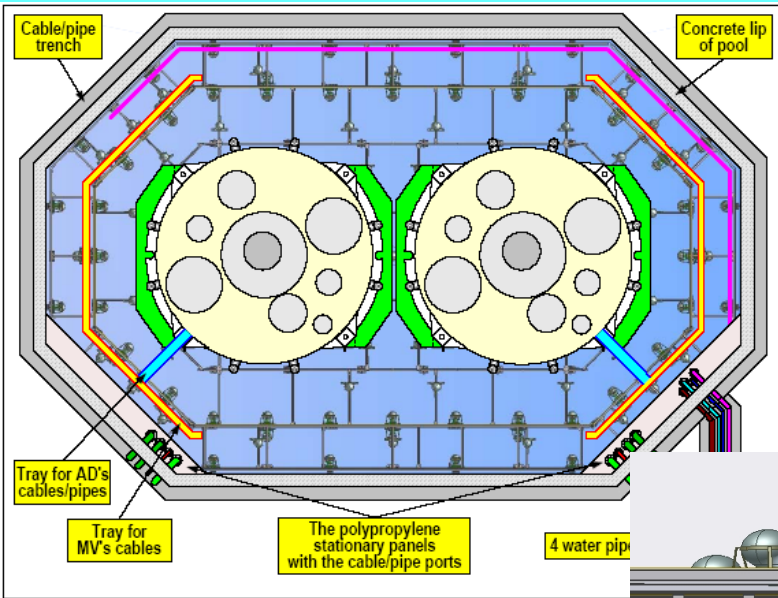 Cable/pipe
trench
Concrete lip
of pool
Tray for AD's
cables/pipes
Tray for
MV's cables
The polypropylene
stationary panels
with the cable/pipe ports
4 water pipe